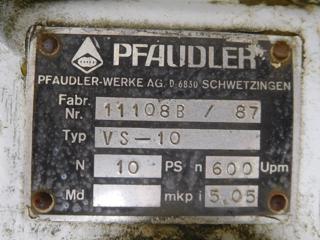 PFAUDLER
PFAUDLER-WERKE AG. D 6830 SCHWETZINGEN
Fabr. Nr. 11108B / 87
Typ VS-10
N 10 PS n 600 Upm
Md mkp i 5,05